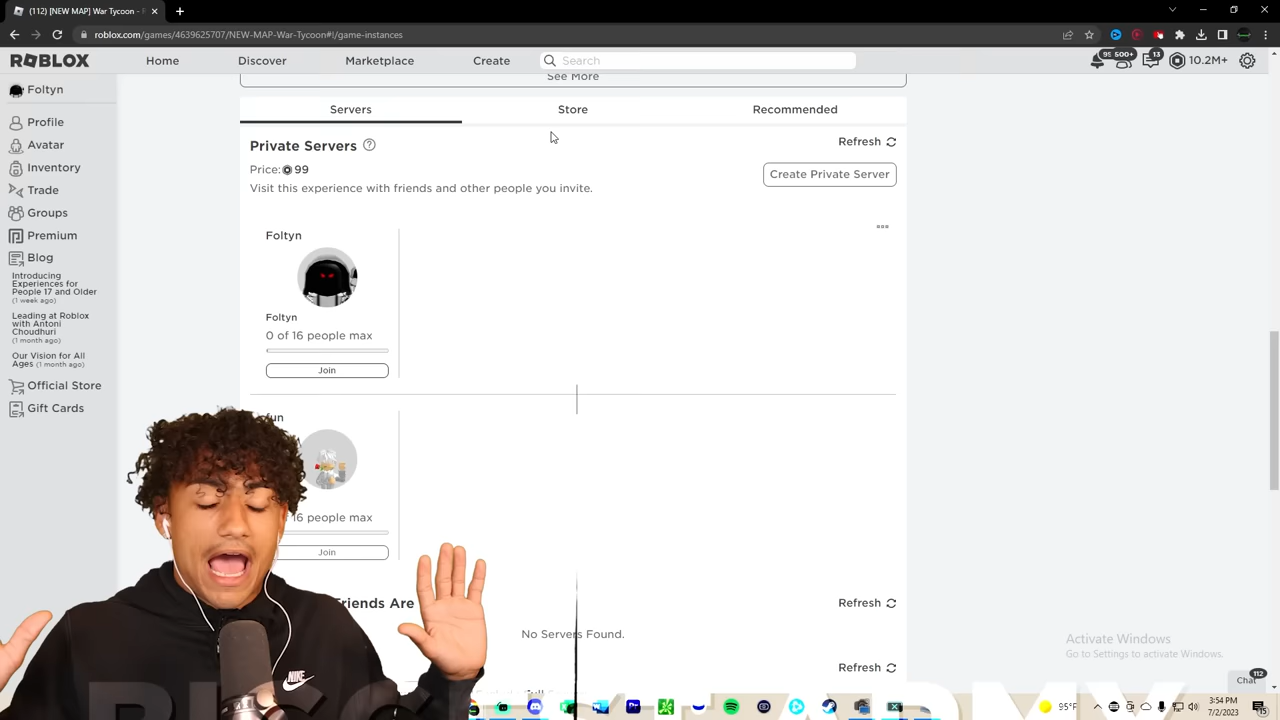 (112) [NEW MAP] War Tycoon -
roblox.com/games/4639625707/NEW-MAP-War-Tycoon#!/game-instances
ROBLOX
Home
Discover
Marketplace
Create
Search
95
500+
13
10.2M+
Foltyn
Profile
Avatar
Inventory
Trade
Groups
Premium
Blog
Introducing
Experiences for
People 17 and Older
(1 week ago)
Leading at Roblox
with Antoni
Choudhuri
(1 month ago)
Our Vision for All
Ages (1 month ago)
Official Store
Gift Cards
See More
Servers
Store
Recommended
Private Servers
Refresh
Price: 99
Visit this experience with friends and other people you invite.
Create Private Server
Foltyn
Foltyn
0 of 16 people max
Join
fun
16 people max
Join
Friends Are
Refresh
No Servers Found.
Refresh
NIKE
Activate Windows
Go to Settings to activate Windows.
Chat
112
95°F
3:54 PM
7/2/2023